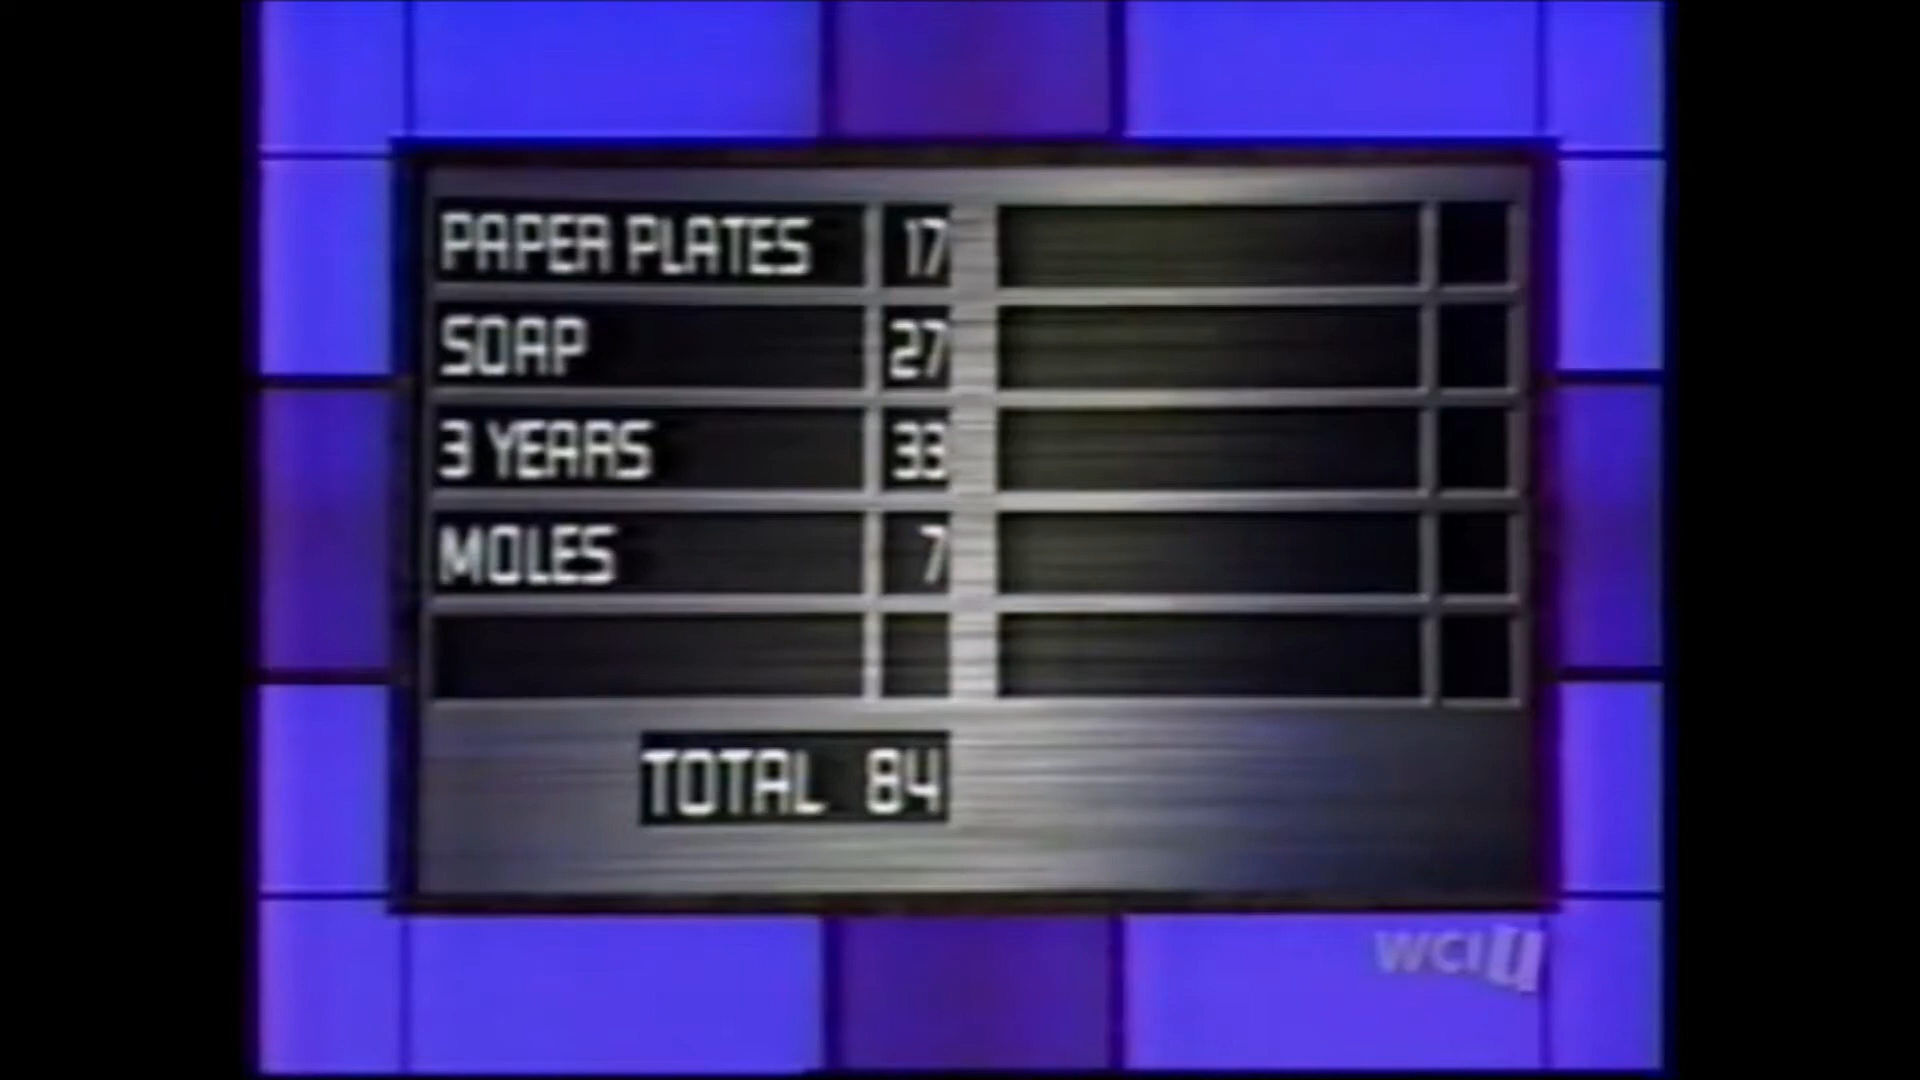 PAPER PLATES 17
SOAP 27
3 YEARS 33
MOLES 7
TOTAL 84
WCIU